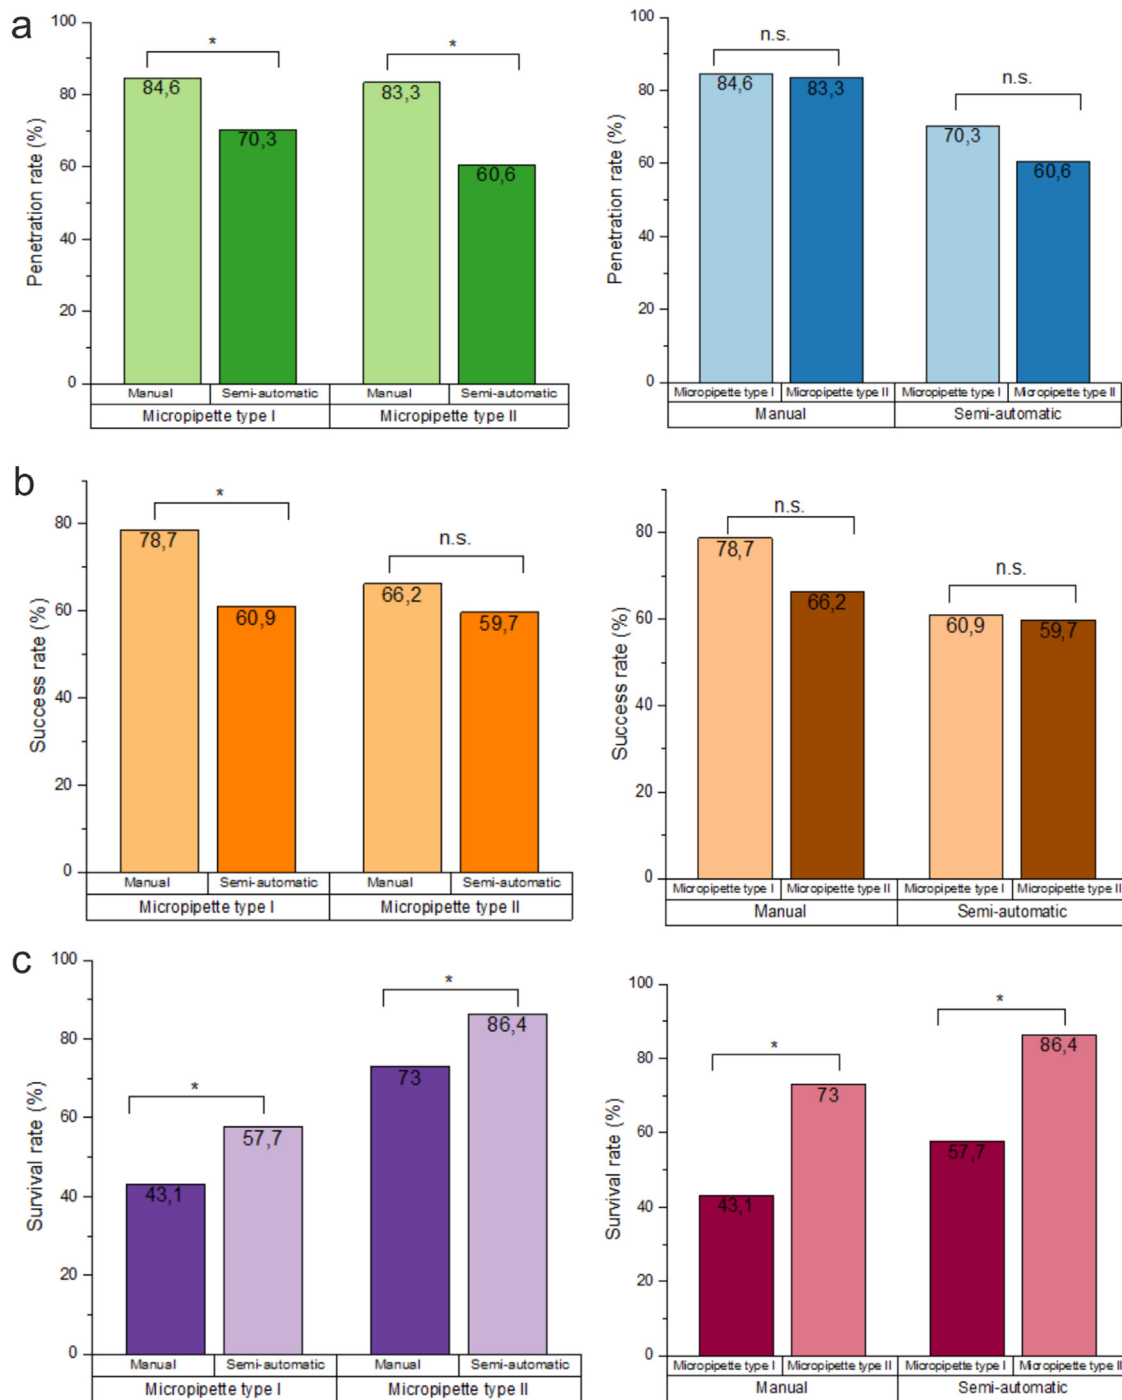 a
100
80
60
40
20
0
Penetration rate (%)
*
*
84,6
70,3
83,3
60,6
Manual Semi-automatic Manual Semi-automatic
Micropipette type I Micropipette type II
100
80
60
40
20
0
Penetration rate (%)
n.s.
n.s.
84,6
83,3
70,3
60,6
Micropipette type I Micropipette type II Micropipette type I Micropipette type II
Manual Semi-automatic
b
80
60
40
20
0
Success rate (%)
*
n.s.
78,7
60,9
66,2
59,7
Manual Semi-automatic Manual Semi-automatic
Micropipette type I Micropipette type II
80
60
40
20
0
Success rate (%)
n.s.
n.s.
78,7
66,2
60,9
59,7
Micropipette type I Micropipette type II Micropipette type I Micropipette type II
Manual Semi-automatic
c
100
80
60
40
20
0
Survival rate (%)
*
*
43,1
57,7
73
86,4
Manual Semi-automatic Manual Semi-automatic
Micropipette type I Micropipette type II
100
80
60
40
20
0
Survival rate (%)
*
*
43,1
73
57,7
86,4
Micropipette type I Micropipette type II Micropipette type I Micropipette type II
Manual Semi-automatic